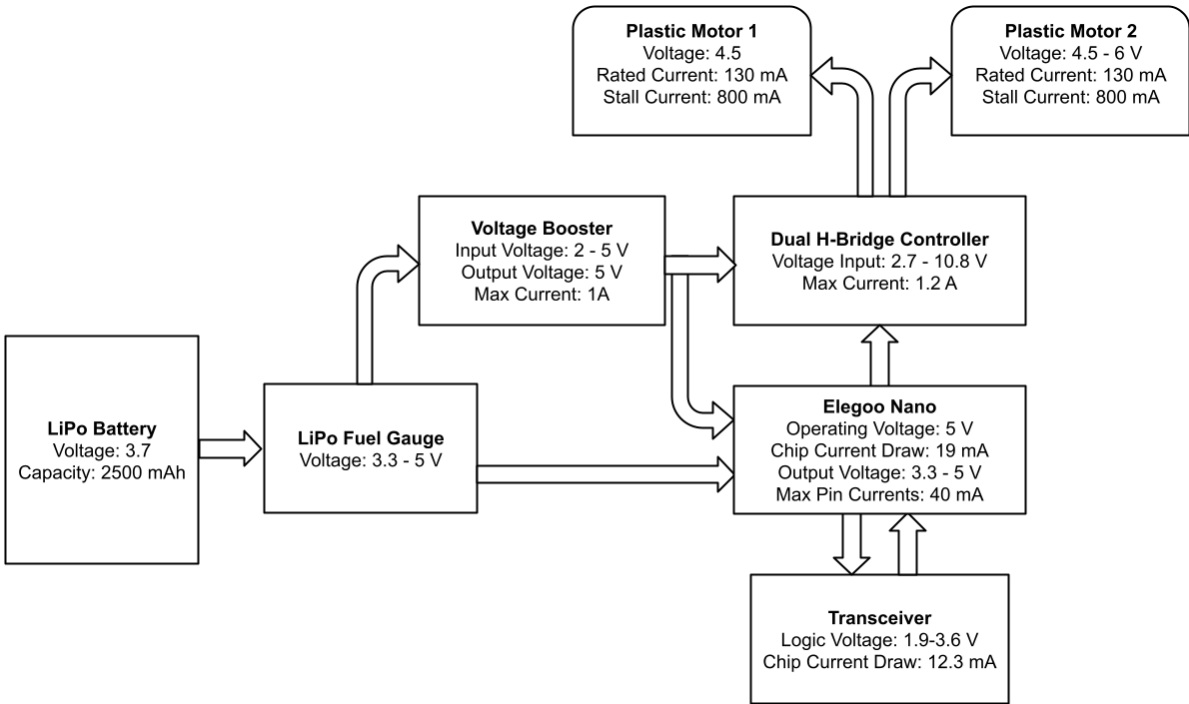 Plastic Motor 1
Voltage: 4.5
Rated Current: 130 mA
Stall Current: 800 mA
Plastic Motor 2
Voltage: 4.5 - 6 V
Rated Current: 130 mA
Stall Current: 800 mA
Voltage Booster
Input Voltage: 2 - 5 V
Output Voltage: 5 V
Max Current: 1A
Dual H-Bridge Controller
Voltage Input: 2.7 - 10.8 V
Max Current: 1.2 A
LiPo Battery
Voltage: 3.7
Capacity: 2500 mAh
LiPo Fuel Gauge
Voltage: 3.3 - 5 V
Elegoo Nano
Operating Voltage: 5 V
Chip Current Draw: 19 mA
Output Voltage: 3.3 - 5 V
Max Pin Currents: 40 mA
Transceiver
Logic Voltage: 1.9-3.6 V
Chip Current Draw: 12.3 mA